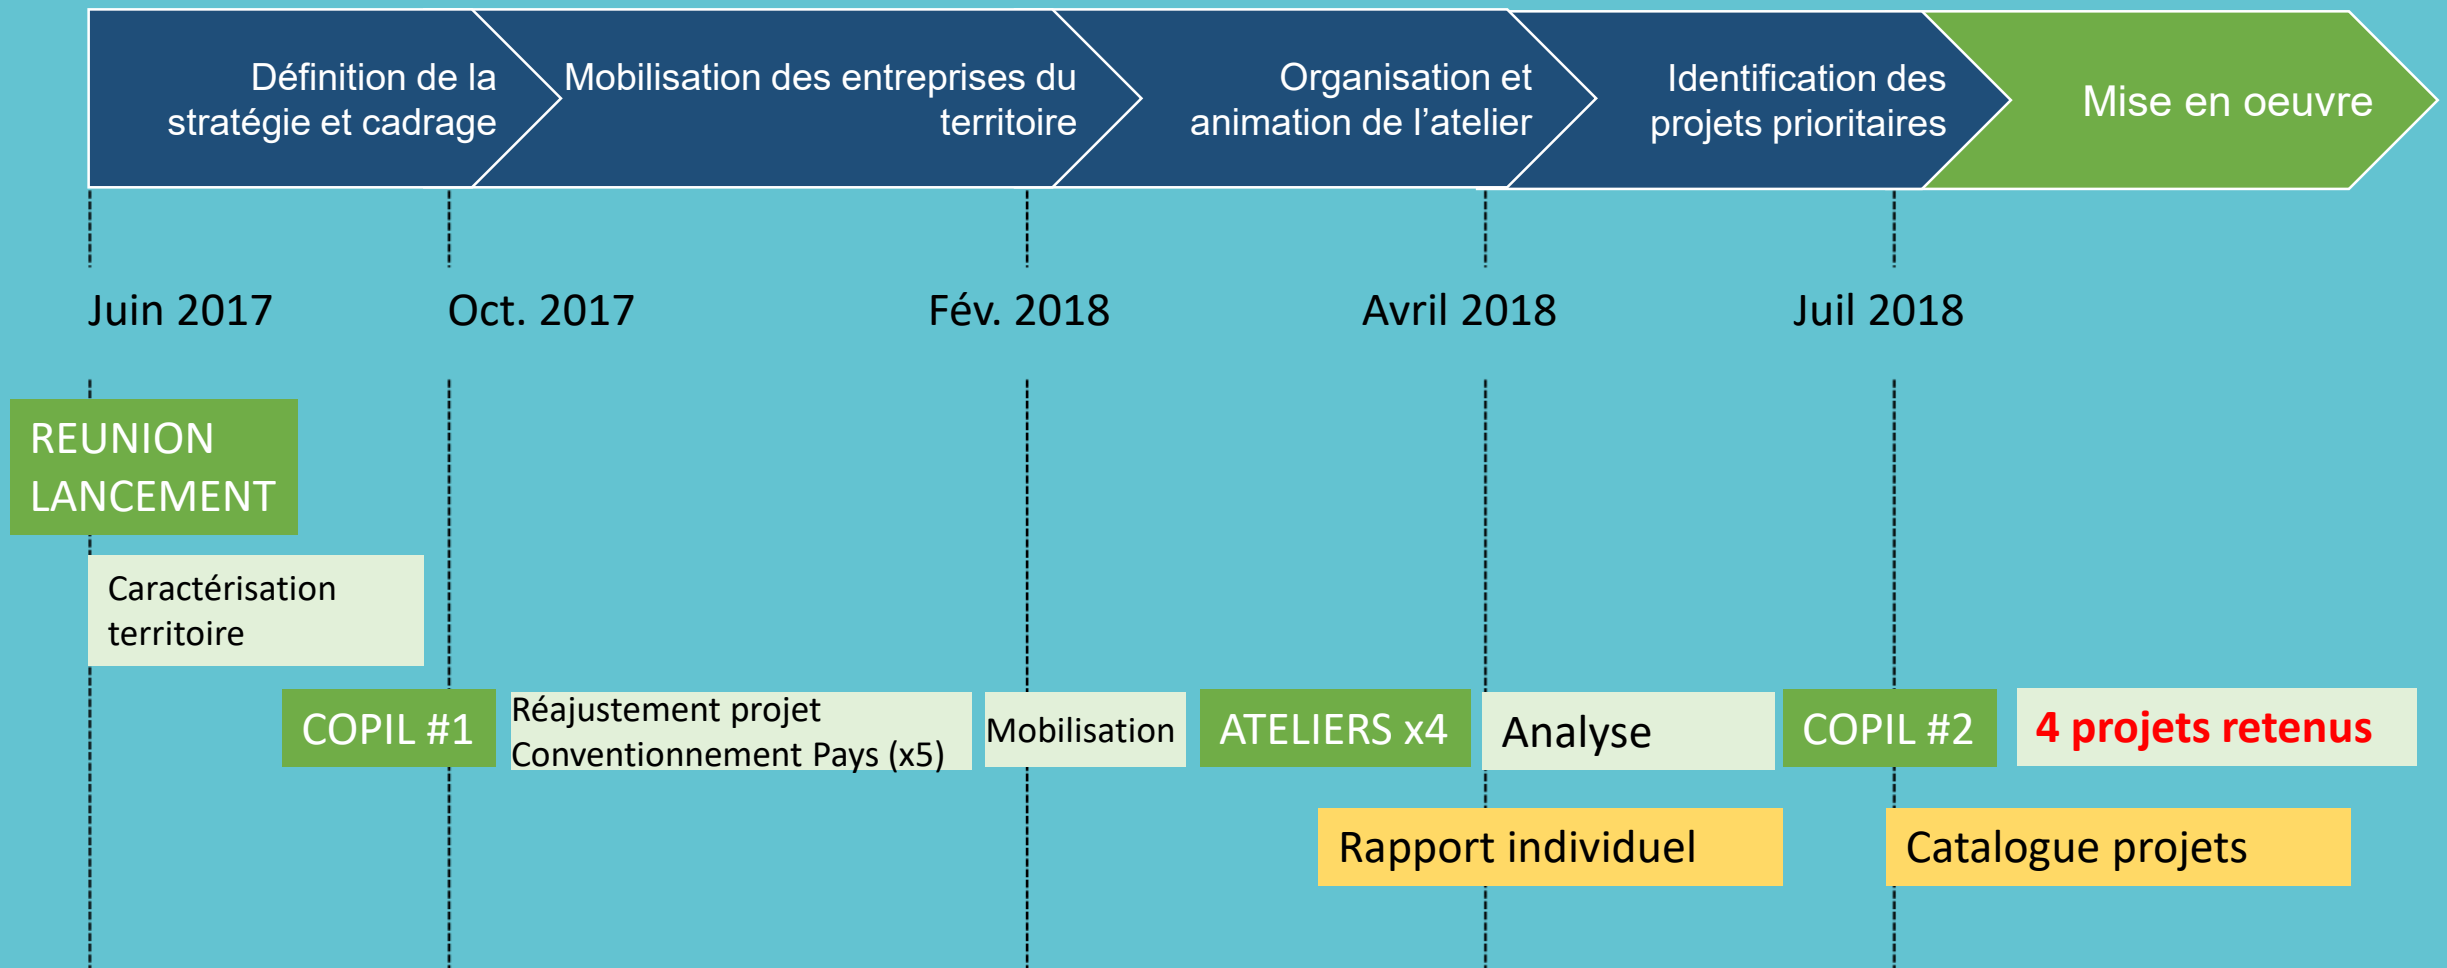 Définition de la
stratégie et cadrage
Mobilisation des entreprises du
territoire
Organisation et
animation de l’atelier
Identification des
projets prioritaires
Mise en oeuvre
Juin 2017
Oct. 2017
Fév. 2018
Avril 2018
Juil 2018
REUNION
LANCEMENT
Caractérisation
territoire
COPIL #1
Réajustement projet
Conventionnement Pays (x5)
Mobilisation
ATELIERS x4
Analyse
COPIL #2
4 projets retenus
Rapport individuel
Catalogue projets